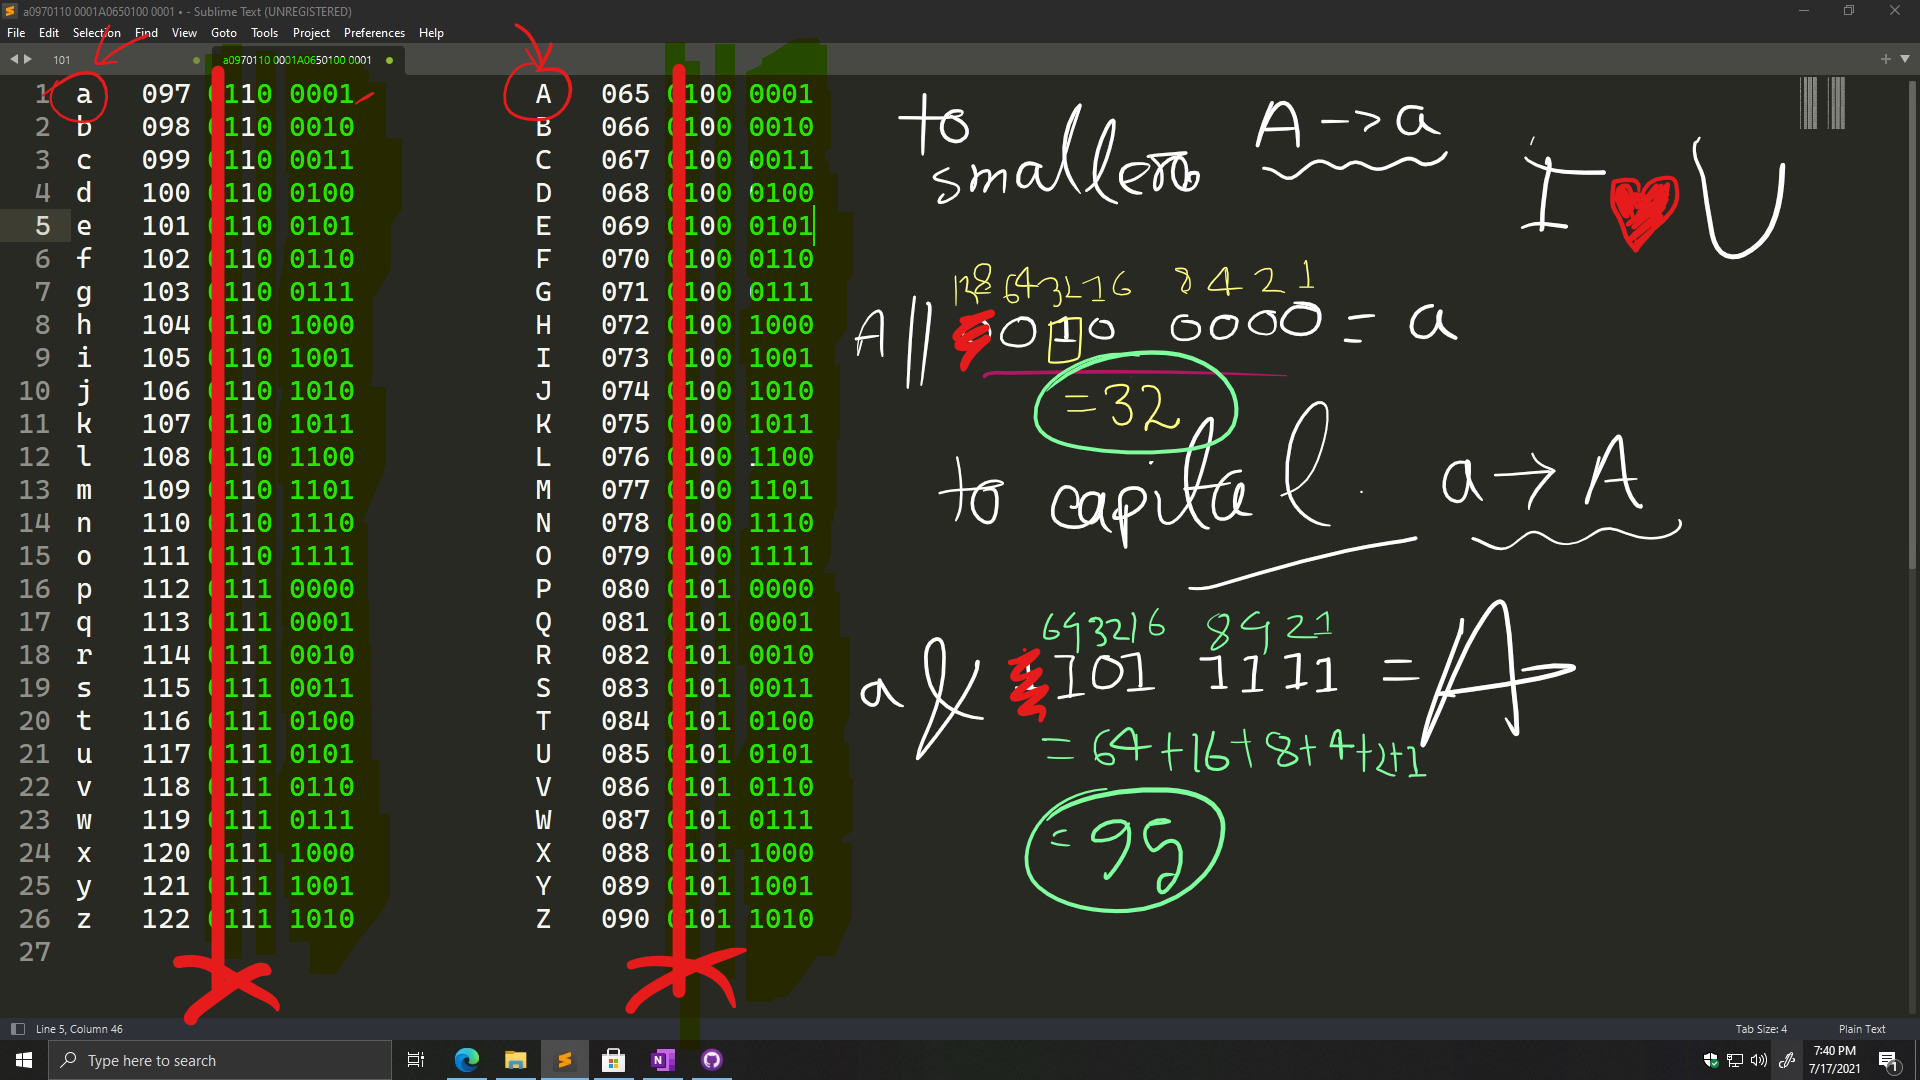 a0970110 0001A0650100 0001 • - Sublime Text (UNREGISTERED)
File Edit Selection Find View Goto Tools Project Preferences Help
101
a0970110 0001A0650100 0001
1 a 097 0110 0001 A 065 0100 0001
2 b 098 0110 0010 B 066 0100 0010
3 c 099 0110 0011 C 067 0100 0011
4 d 100 0110 0100 D 068 0100 0100
5 e 101 0110 0101 E 069 0100 0101
6 f 102 0110 0110 F 070 0100 0110
7 g 103 0110 0111 G 071 0100 0111
8 h 104 0110 1000 H 072 0100 1000
9 i 105 0110 1001 I 073 0100 1001
10 j 106 0110 1010 J 074 0100 1010
11 k 107 0110 1011 K 075 0100 1011
12 l 108 0110 1100 L 076 0100 1100
13 m 109 0110 1101 M 077 0100 1101
14 n 110 0110 1110 N 078 0100 1110
15 o 111 0110 1111 O 079 0100 1111
16 p 112 0111 0000 P 080 0101 0000
17 q 113 0111 0001 Q 081 0101 0001
18 r 114 0111 0010 R 082 0101 0010
19 s 115 0111 0011 S 083 0101 0011
20 t 116 0111 0100 T 084 0101 0100
21 u 117 0111 0101 U 085 0101 0101
22 v 118 0111 0110 V 086 0101 0110
23 w 119 0111 0111 W 087 0101 0111
24 x 120 0111 1000 X 088 0101 1000
25 y 121 0111 1001 Y 089 0101 1001
26 z 122 0111 1010 Z 090 0101 1010
27
to A -> a
I ♥ U
128 64 32 16 8 4 2 1
A || 0010 0000 = a
= 32
to capital. a → A
64 32 16 8 4 2 1
a & 1101 1111 = A
= 64 + 16 + 8 + 4 + 2 + 1
= 95
Line 5, Column 46
Tab Size: 4
Plain Text
Type here to search
7:40 PM
7/17/2021
1